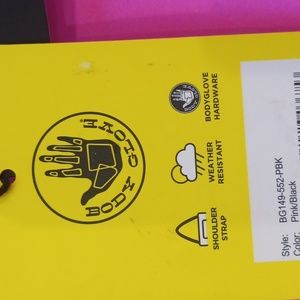 BODY GLOVE
BODYGLOVE
HARDWARE
WEATHER
RESISTANT
SHOULDER
STRAP
Style: BG149-552-PBK
Color: Pink/Black